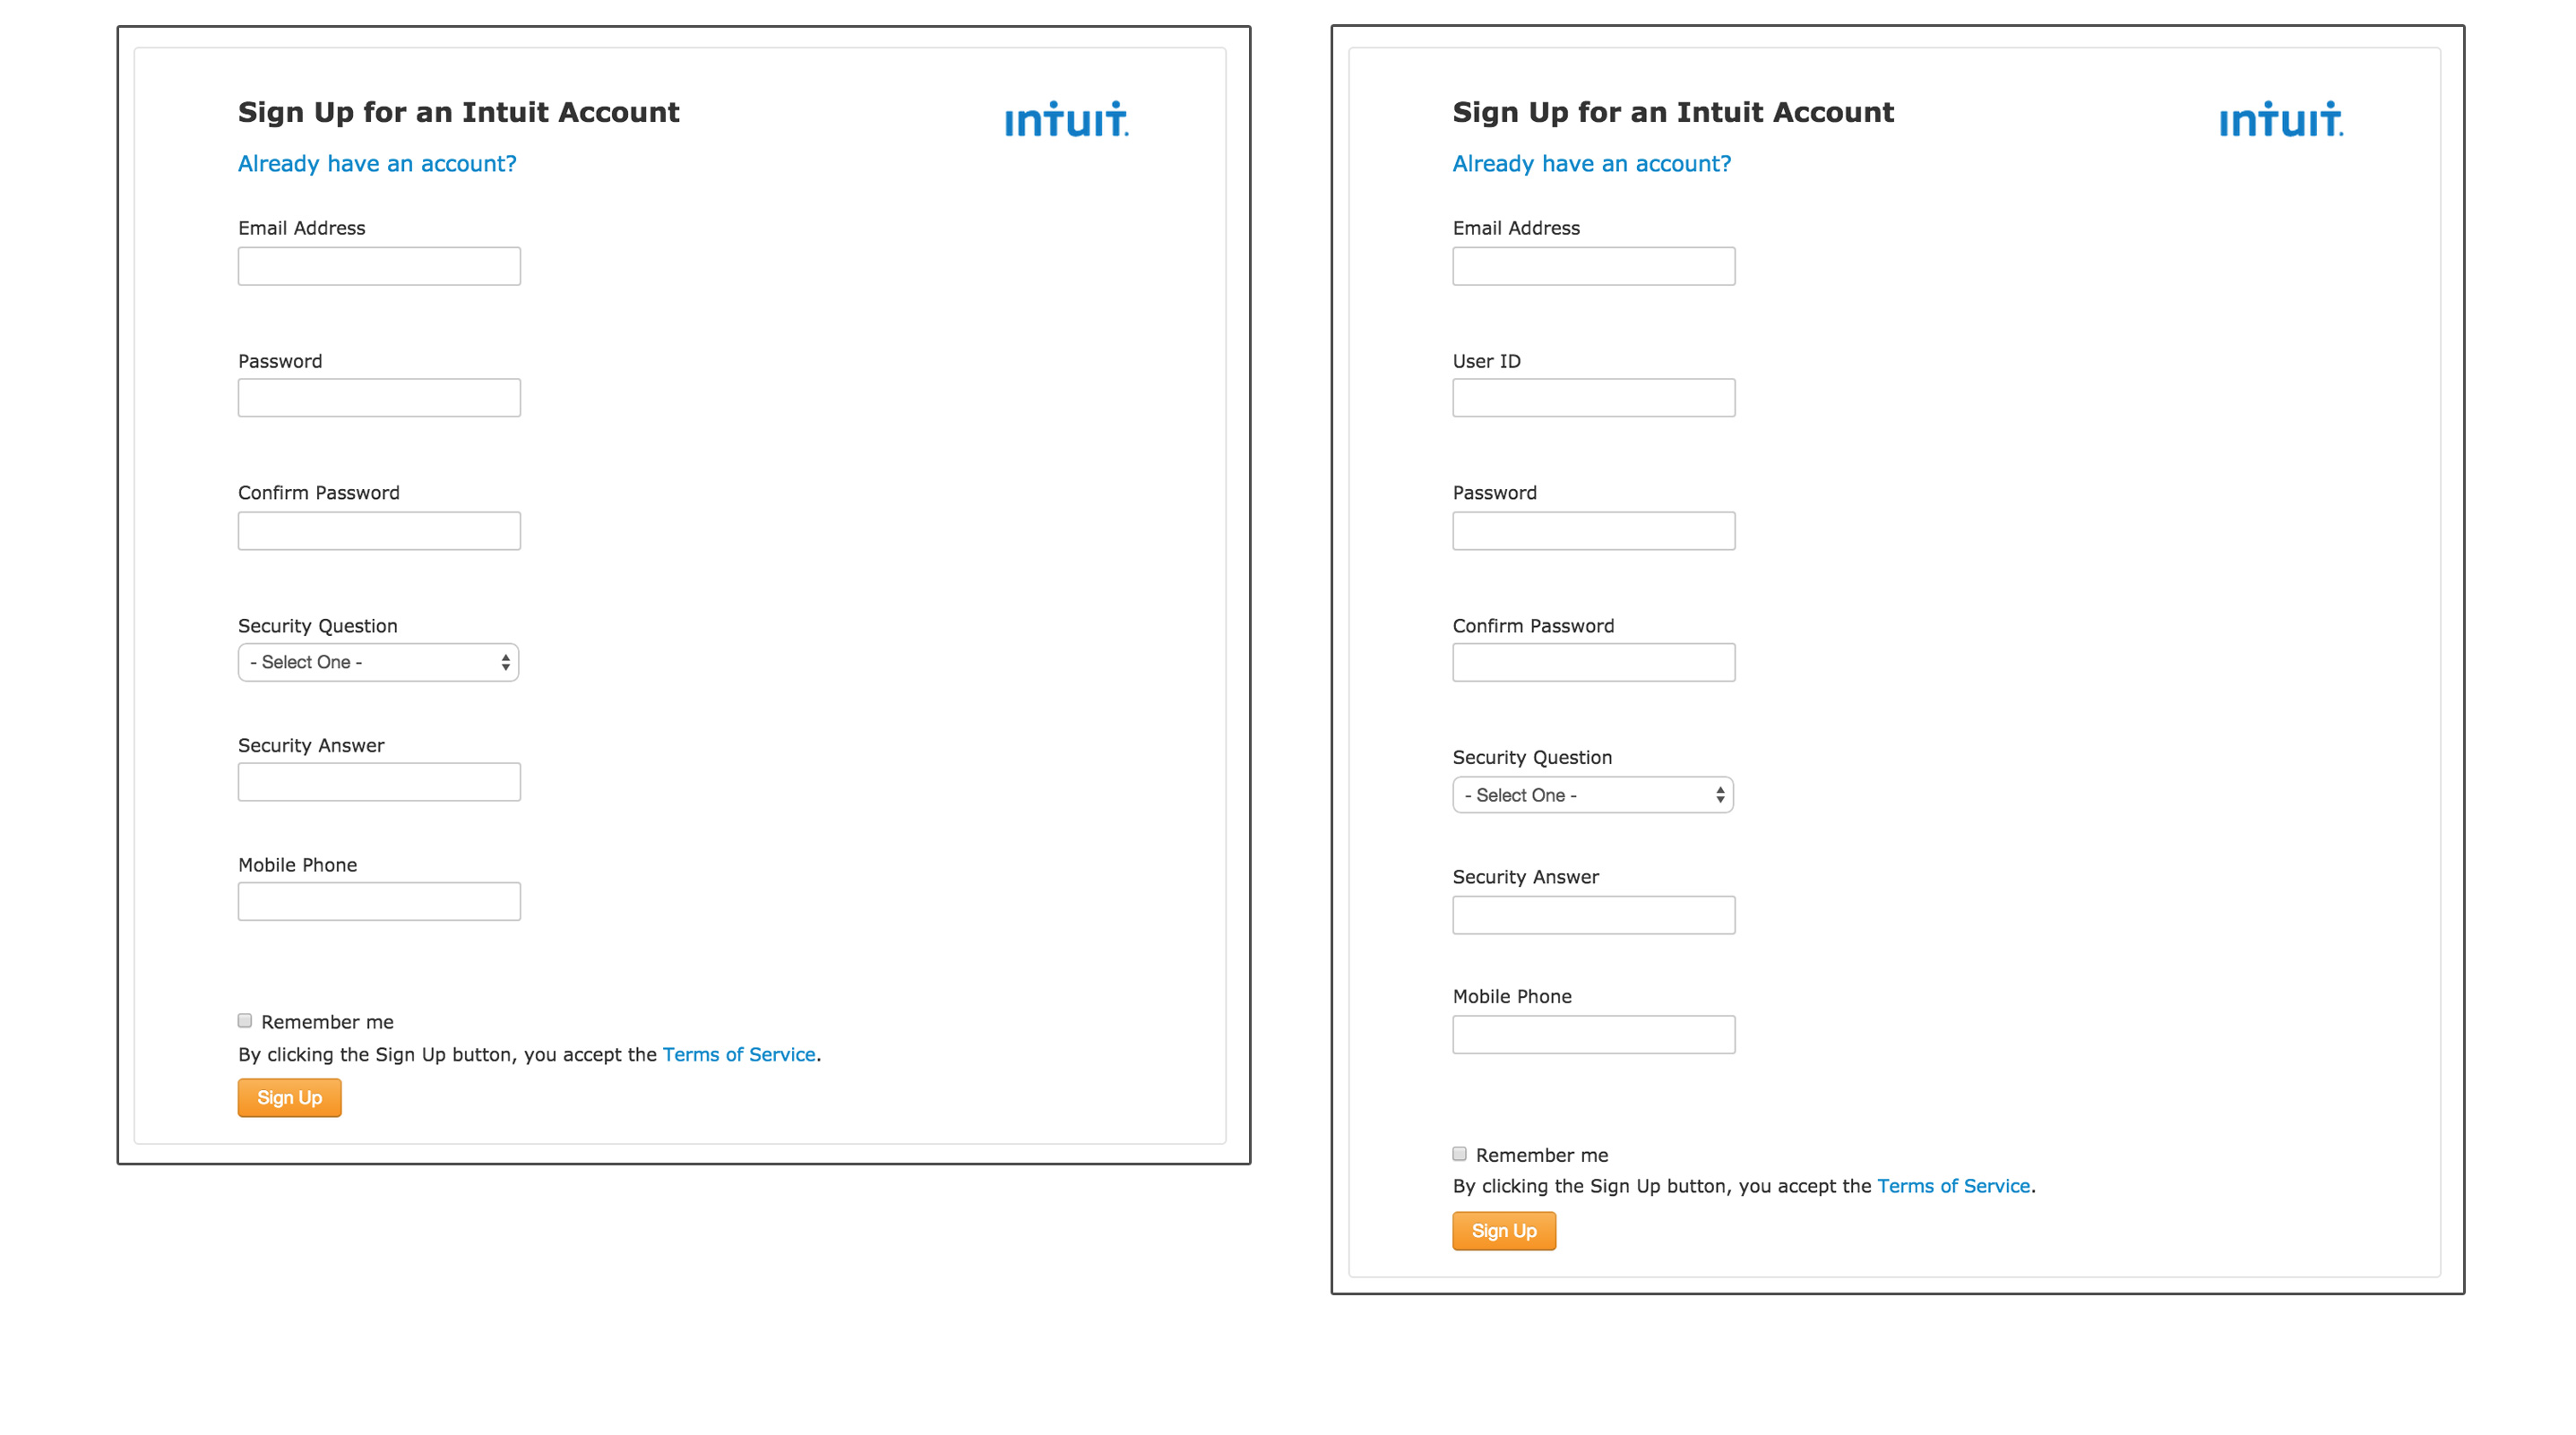 Sign Up for an Intuit Account
intuit.
Already have an account?
Email Address
Password
Confirm Password
Security Question
- Select One -
Security Answer
Mobile Phone
Remember me
By clicking the Sign Up button, you accept the Terms of Service.
Sign Up
Sign Up for an Intuit Account
intuit.
Already have an account?
Email Address
User ID
Password
Confirm Password
Security Question
- Select One -
Security Answer
Mobile Phone
Remember me
By clicking the Sign Up button, you accept the Terms of Service.
Sign Up